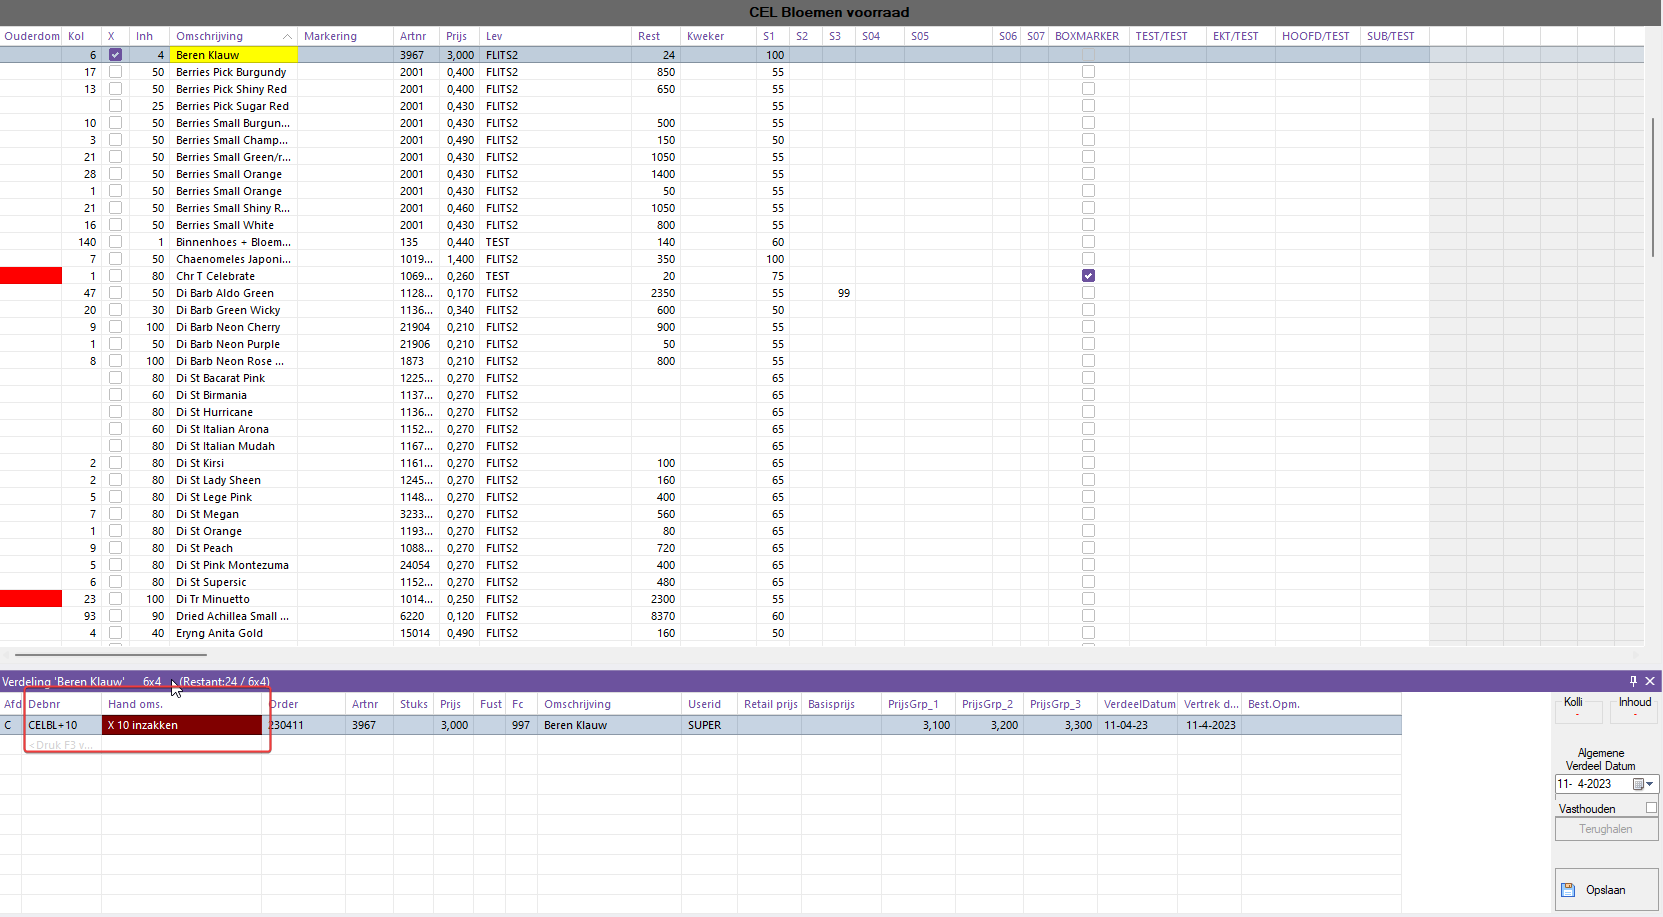 CEL Bloemen voorraad
Ouderdom Kol X Inh Omschrijving Markering Artnr Prijs Lev Rest Kweker S1 S2 S3 S04 S05 S06 S07 BOXMARKER TEST/TEST EKT/TEST HOOFD/TEST SUB/TEST
6 4 Beren Klauw 3967 3,000 FLITS2 24 100
17 50 Berries Pick Burgundy 2001 0,400 FLITS2 850 55
13 50 Berries Pick Shiny Red 2001 0,400 FLITS2 650 55
25 Berries Pick Sugar Red 2001 0,430 FLITS2 55
10 50 Berries Small Burgun... 2001 0,430 FLITS2 500 55
3 50 Berries Small Champ... 2001 0,490 FLITS2 150 50
21 50 Berries Small Green/r... 2001 0,430 FLITS2 1050 55
28 50 Berries Small Orange 2001 0,430 FLITS2 1400 55
1 50 Berries Small Orange 2001 0,430 FLITS2 50 55
21 50 Berries Small Shiny R... 2001 0,460 FLITS2 1050 55
16 50 Berries Small White 2001 0,430 FLITS2 800 55
140 1 Binnenhoes + Bloem... 135 0,440 TEST 140 60
7 50 Chaenomeles Japoni... 1019... 1,400 FLITS2 350 100
1 80 Chr T Celebrate 1069... 0,260 TEST 20 75
47 50 Di Barb Aldo Green 1128... 0,170 FLITS2 2350 55 99
20 30 Di Barb Green Wicky 1136... 0,340 FLITS2 600 50
9 100 Di Barb Neon Cherry 21904 0,210 FLITS2 900 55
1 50 Di Barb Neon Purple 21906 0,210 FLITS2 50 55
8 100 Di Barb Neon Rose ... 1873 0,210 FLITS2 800 55
80 Di St Bacarat Pink 1225... 0,270 FLITS2 65
60 Di St Birmania 1137... 0,270 FLITS2 65
80 Di St Hurricane 1136... 0,270 FLITS2 65
60 Di St Italian Arona 1152... 0,270 FLITS2 65
80 Di St Italian Mudah 1167... 0,270 FLITS2 65
2 80 Di St Kirsi 1161... 0,270 FLITS2 100 65
2 80 Di St Lady Sheen 1245... 0,270 FLITS2 160 65
5 80 Di St Lege Pink 1148... 0,270 FLITS2 400 65
7 80 Di St Megan 3233... 0,270 FLITS2 560 65
1 80 Di St Orange 1193... 0,270 FLITS2 80 65
9 80 Di St Peach 1088... 0,270 FLITS2 720 65
5 80 Di St Pink Montezuma 24054 0,270 FLITS2 400 65
6 80 Di St Supersic 1152... 0,270 FLITS2 480 65
23 100 Di Tr Minuetto 1014... 0,250 FLITS2 2300 55
93 90 Dried Achillea Small ... 6220 0,120 FLITS2 8370 60
4 40 Eryng Anita Gold 15014 0,490 FLITS2 160 50
Verdeling 'Beren Klauw' 6x4 (Restant:24 / 6x4)
Afd Debnr Hand oms. Order Artnr Stuks Prijs Fust Fc Omschrijving Userid Retail prijs Basisprijs PrijsGrp_1 PrijsGrp_2 PrijsGrp_3 VerdeelDatum Vertrek d... Best.Opm.
C CELBL+10 X 10 inzakken 230411 3967 3,000 997 Beren Klauw SUPER 3,100 3,200 3,300 11-04-23 11-4-2023
<Druk F3 v...
Kolli Inhoud
- -
Algemene
Verdeel Datum
11- 4-2023
Vasthouden
Terughalen
Opslaan